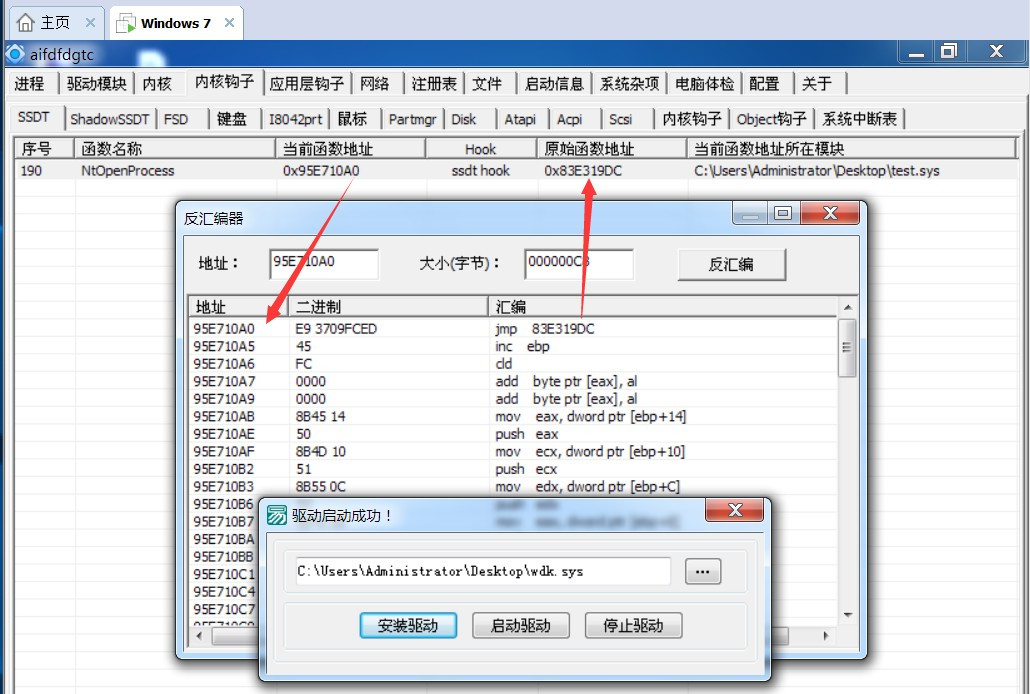 主页 Windows 7
aifdfdgtc
进程 驱动模块 内核 内核钩子 应用层钩子 网络 注册表 文件 启动信息 系统杂项 电脑体检 配置 关于
SSDT ShadowSSDT FSD 键盘 I8042prt 鼠标 Partmgr Disk Atapi Acpi Scsi 内核钩子 Object钩子 系统中断表
序号 函数名称 当前函数地址 Hook 原始函数地址 当前函数地址所在模块
190 NtOpenProcess 0x95E710A0 ssdt hook 0x83E319DC C:\Users\Administrator\Desktop\test.sys
反汇编器
地址： 95E710A0 大小(字节)： 反汇编
地址 二进制 汇编
95E710A0 E9 3709FCED jmp 83E319DC
95E710A5 45 inc ebp
95E710A6 FC cld
95E710A7 0000 add byte ptr [eax], al
95E710A9 0000 add byte ptr [eax], al
95E710AB 8B45 14 mov eax, dword ptr [ebp+14]
95E710AE 50 push eax
95E710AF 8B4D 10 mov ecx, dword ptr [ebp+10]
95E710B2 51 push ecx
95E710B3 8B55 0C mov edx, dword ptr [ebp+C]
95E710B6
95E710B7
95E710BA
95E710BB
95E710C1
95E710C4
95E710C7
驱动启动成功！
C:\Users\Administrator\Desktop\wdk.sys ...
安装驱动 启动驱动 停止驱动